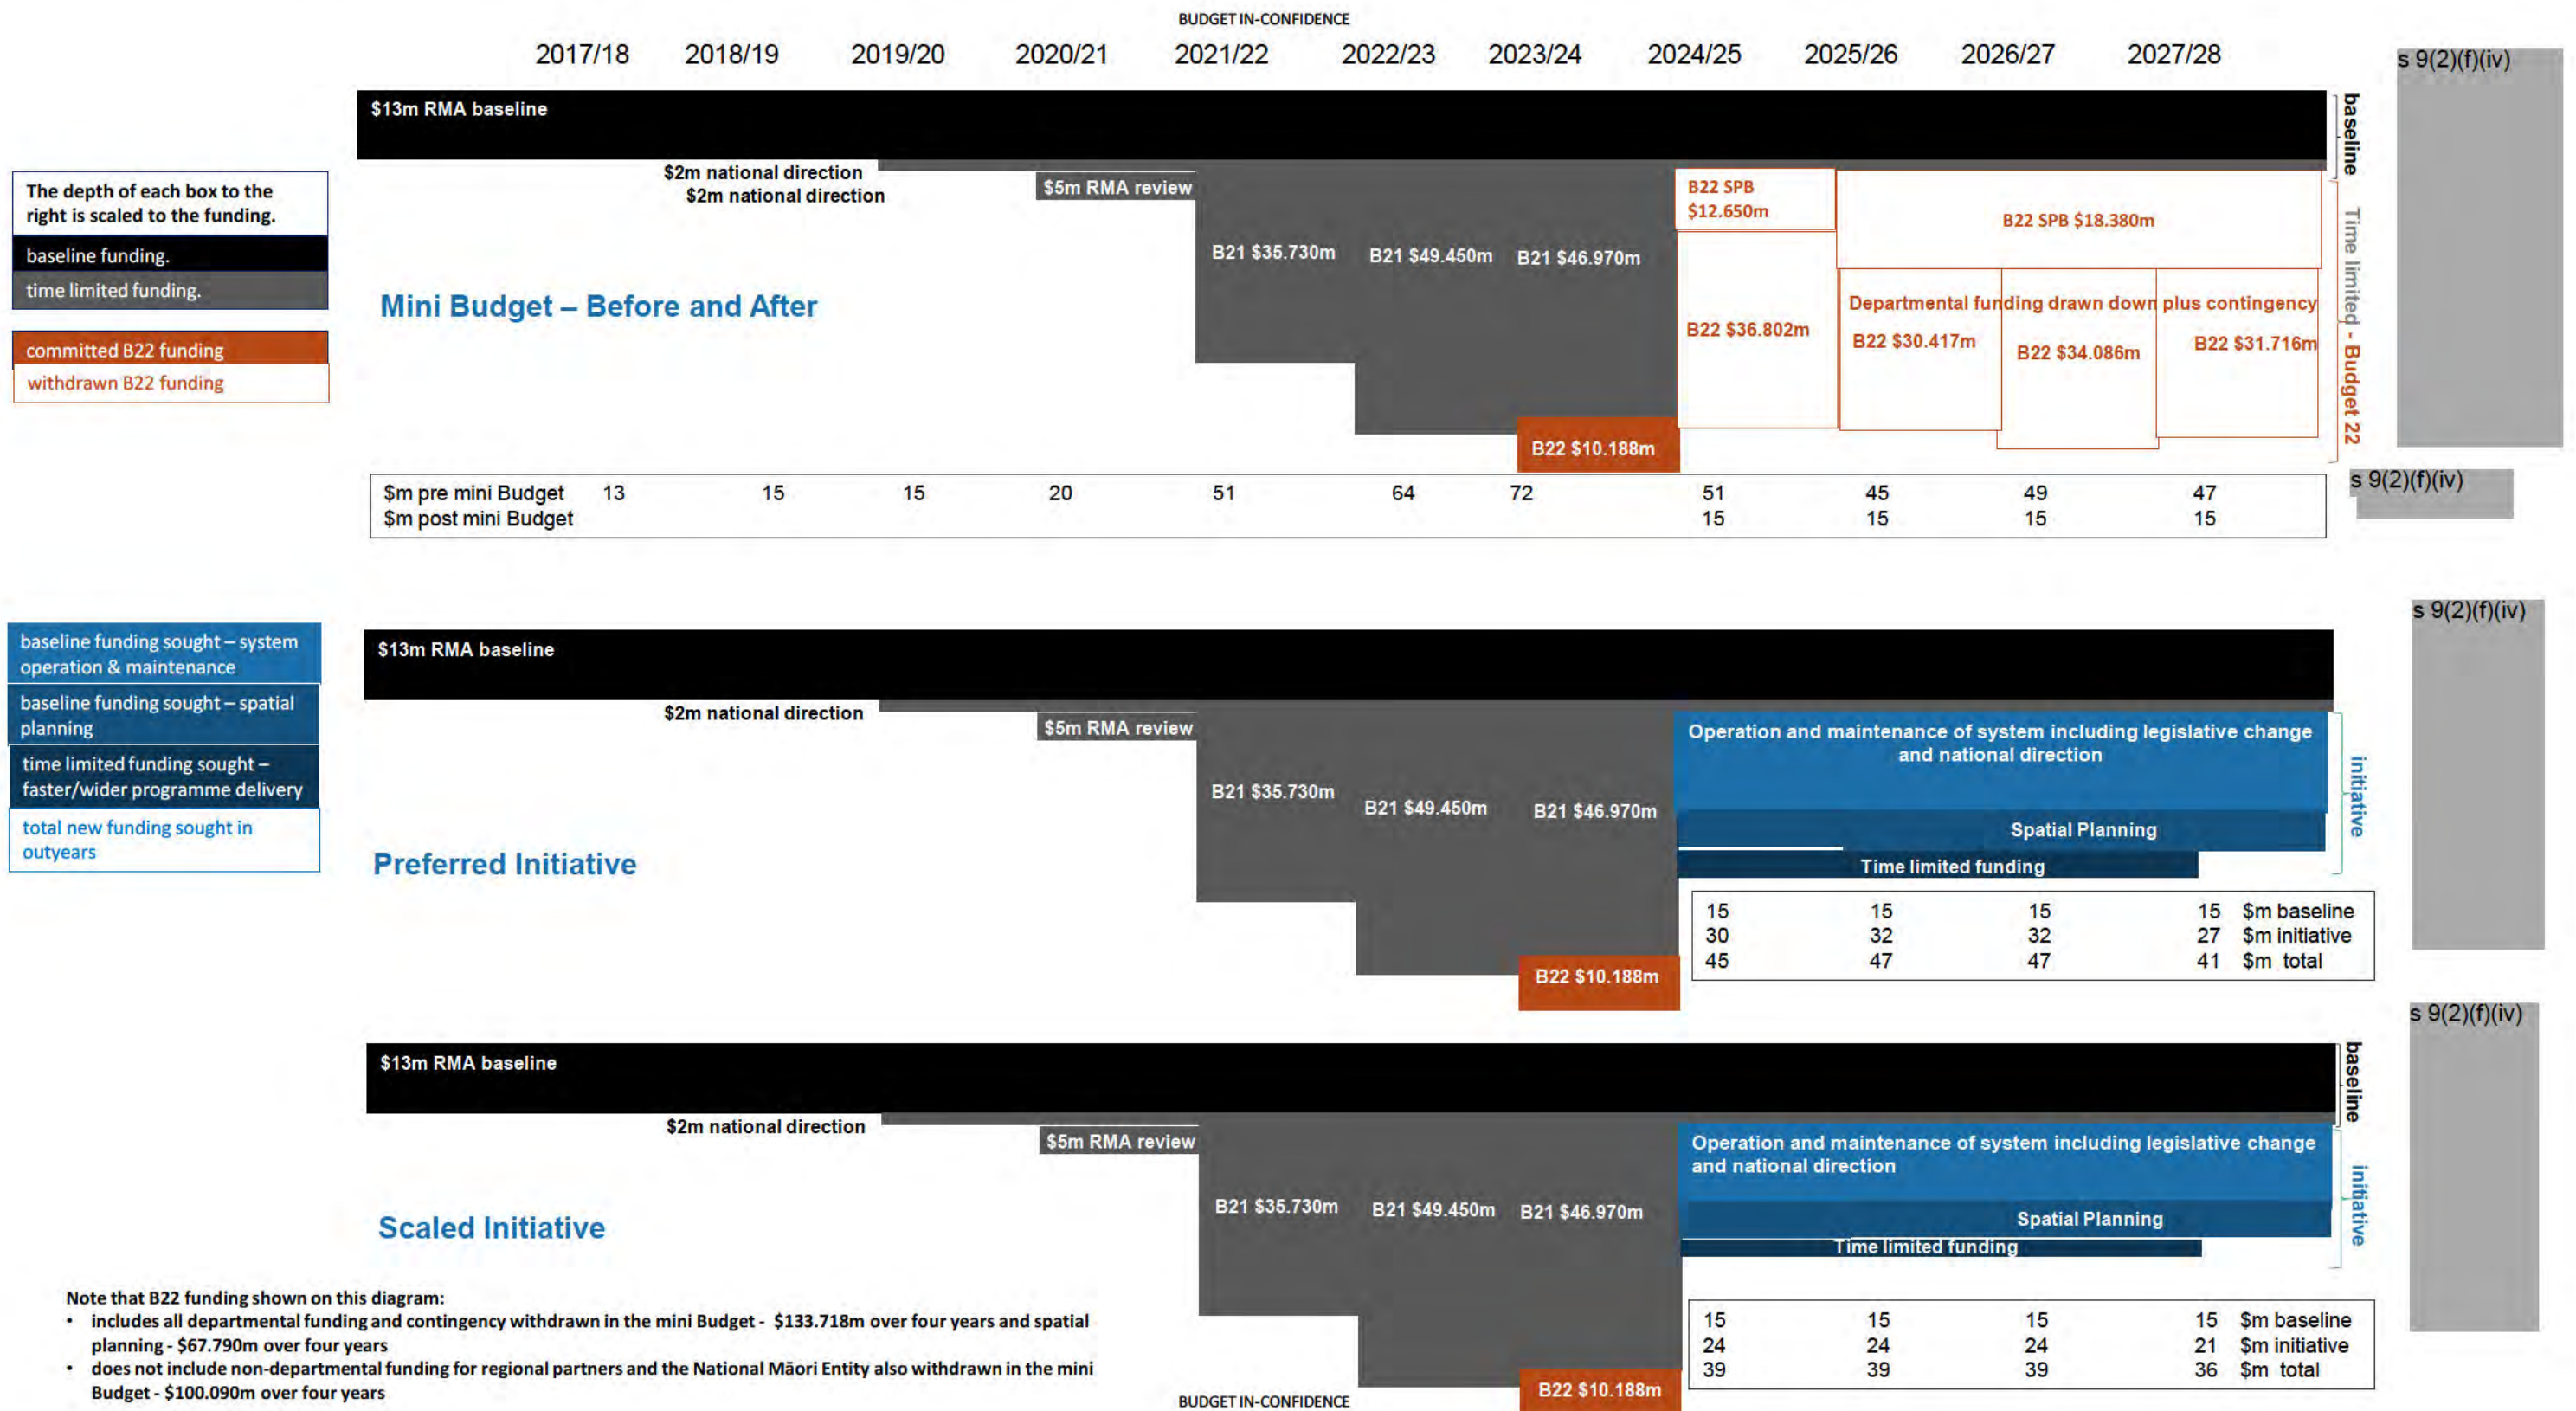 BUDGET IN-CONFIDENCE
2017/18 2018/19 2019/20 2020/21 2021/22 2022/23 2023/24 2024/25 2025/26 2026/27 2027/28
s 9(2)(f)(iv)
$13m RMA baseline
baseline
The depth of each box to the
right is scaled to the funding.
baseline funding.
time limited funding.
committed B22 funding
withdrawn B22 funding
$2m national direction
$2m national direction
$5m RMA review
Mini Budget – Before and After
B21 $35.730m B21 $49.450m B21 $46.970m
B22 $10.188m
B22 SPB
$12.650m
B22 SPB $18.380m
B22 $36.802m
Departmental funding drawn down plus contingency
B22 $30.417m B22 $34.086m B22 $31.716m
Time limited - Budget 22
$m pre mini Budget 13 15 15 20 51 64 72 51 45 49 47
$m post mini Budget 15 15 15 15
s 9(2)(f)(iv)
baseline funding sought – system
operation & maintenance
baseline funding sought – spatial
planning
time limited funding sought –
faster/wider programme delivery
total new funding sought in
outyears
s 9(2)(f)(iv)
$13m RMA baseline
$2m national direction
$5m RMA review
Preferred Initiative
B21 $35.730m B21 $49.450m B21 $46.970m
B22 $10.188m
Operation and maintenance of system including legislative change
and national direction
Spatial Planning
Time limited funding
initiative
15 15 15 15 $m baseline
30 32 32 27 $m initiative
45 47 47 41 $m total
s 9(2)(f)(iv)
$13m RMA baseline
baseline
$2m national direction
$5m RMA review
Scaled Initiative
B21 $35.730m B21 $49.450m B21 $46.970m
B22 $10.188m
Operation and maintenance of system including legislative change
and national direction
Spatial Planning
Time limited funding
initiative
15 15 15 15 $m baseline
24 24 24 21 $m initiative
39 39 39 36 $m total
Note that B22 funding shown on this diagram:
• includes all departmental funding and contingency withdrawn in the mini Budget - $133.718m over four years and spatial
planning - $67.790m over four years
• does not include non-departmental funding for regional partners and the National Māori Entity also withdrawn in the mini
Budget - $100.090m over four years
BUDGET IN-CONFIDENCE